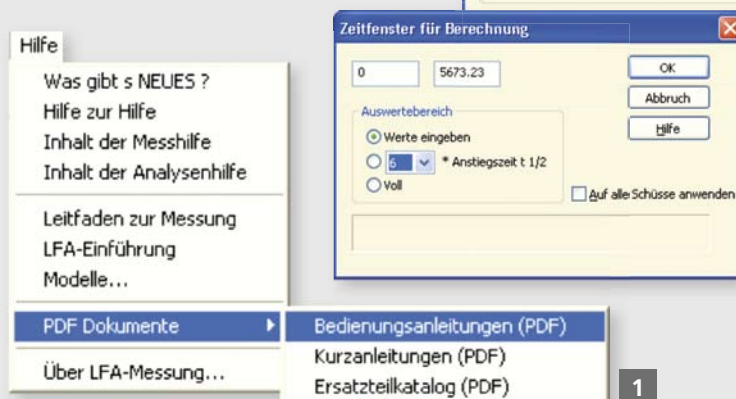 Zeitfenster für Berechnung
0 5673.23
OK
Abbruch
Hilfe
Auswertebereich
Werte eingeben
6 * Anstiegszeit t 1/2
Voll
Auf alle Schüsse anwenden
Hilfe
Was gibt s NEUES ?
Hilfe zur Hilfe
Inhalt der Messhilfe
Inhalt der Analysenhilfe
Leitfaden zur Messung
LFA-Einführung
Modelle...
PDF Dokumente
Über LFA-Messung...
Bedienungsanleitungen (PDF)
Kurzanleitungen (PDF)
Ersatzteilkatalog (PDF)
1